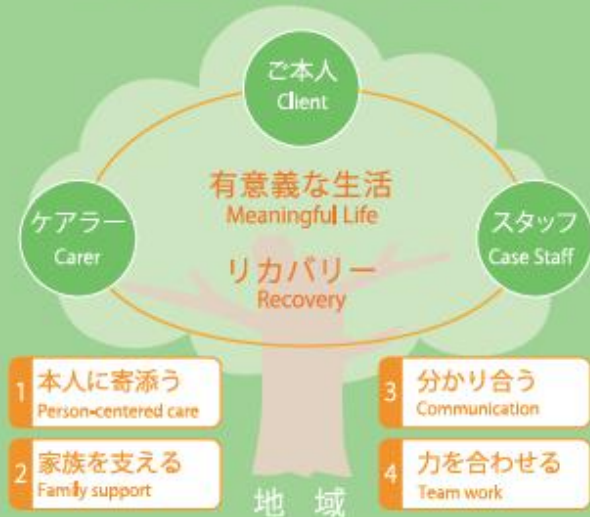 ご本人
Client
有意義な生活
Meaningful Life
ケアラー
Carer
スタッフ
Case Staff
リカバリー
Recovery
1 本人に寄添う
Person-centered care
2 家族を支える
Family support
3 分かり合う
Communication
4 力を合わせる
Team work
地 域